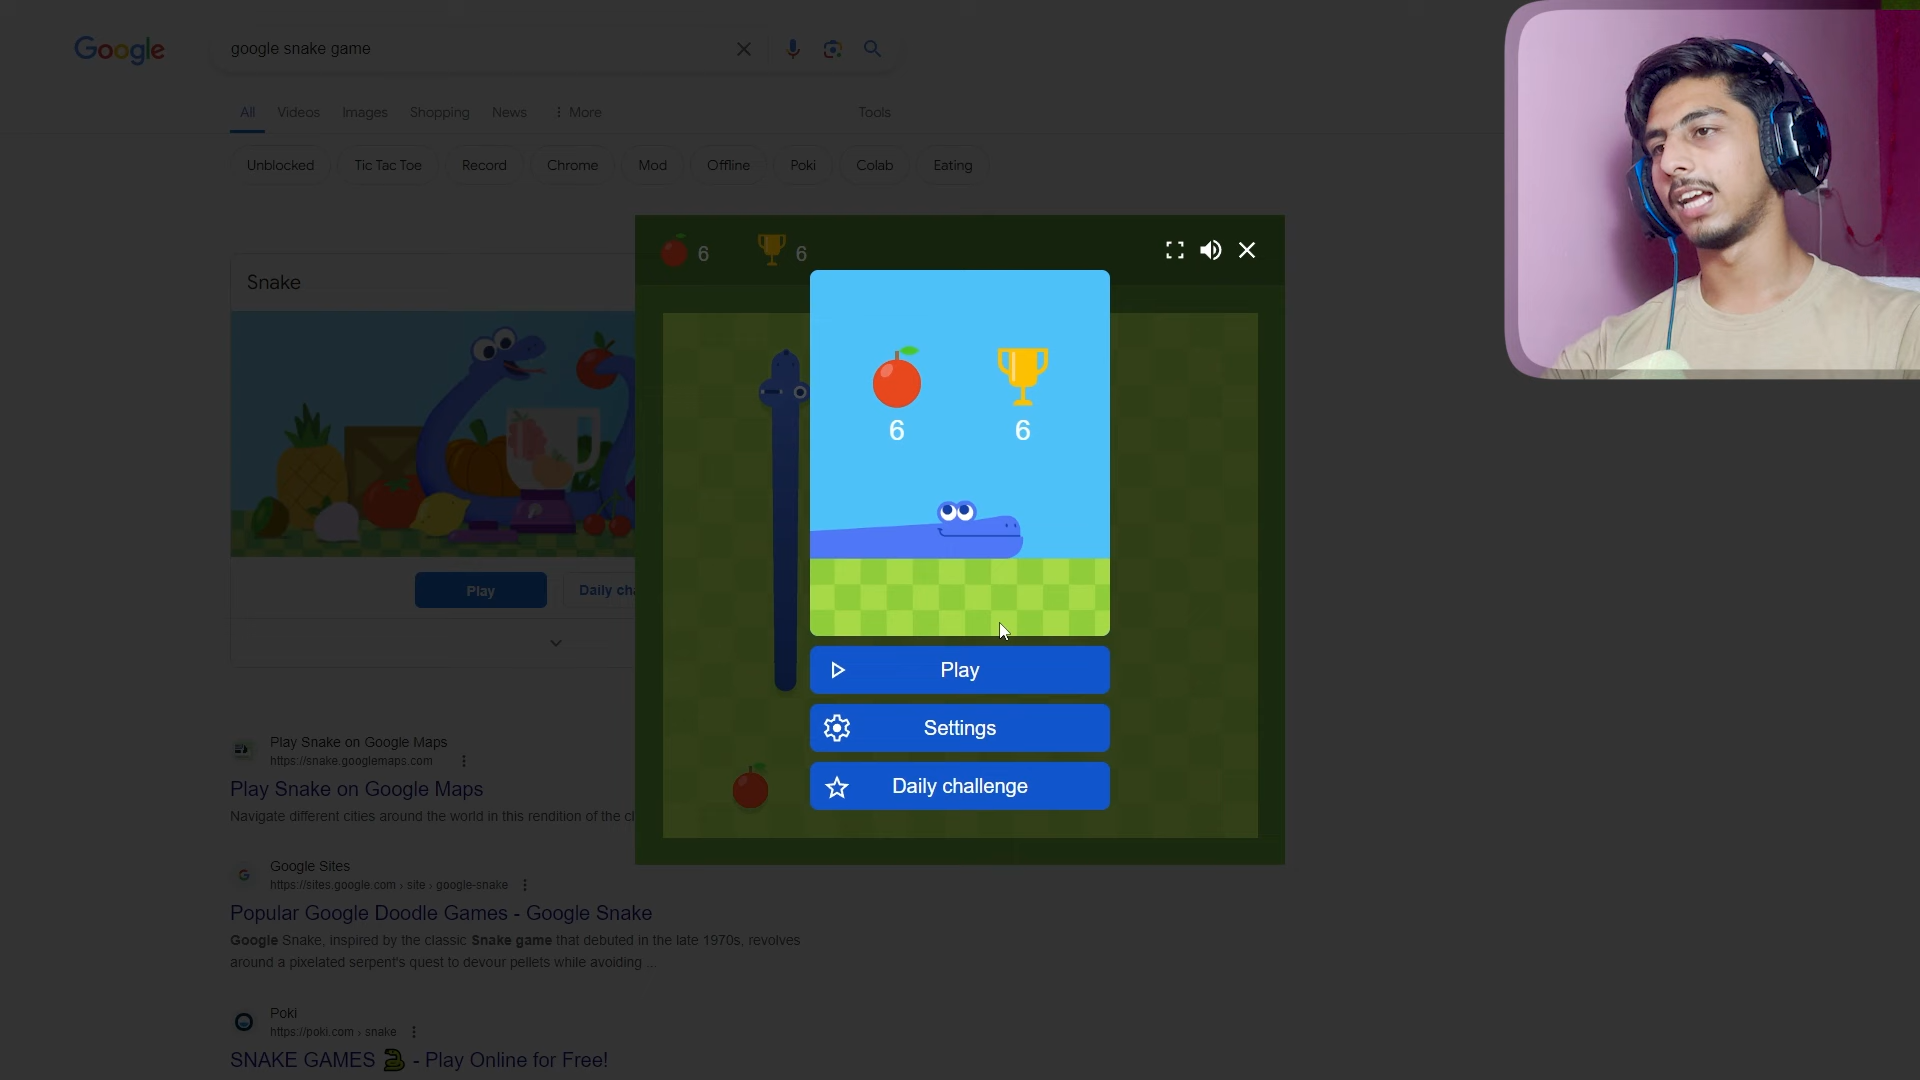 Google
google snake game
All
Videos
Images
Shopping
News
More
Tools
Unblocked
Tic Tac Toe
Record
Chrome
Mod
Offline
Poki
Colab
Eating
6
6
Snake
6
6
Play
Daily cha
Play
Settings
Daily challenge
Play Snake on Google Maps
https://snake.googlemaps.com
Play Snake on Google Maps
Navigate different cities around the world in this rendition of the cl
Google Sites
https://sites.google.com › site › google-snake
Popular Google Doodle Games - Google Snake
Google Snake, inspired by the classic Snake game that debuted in the late 1970s, revolves
around a pixelated serpent's quest to devour pellets while avoiding ...
Poki
https://poki.com › snake
SNAKE GAMES 🐍 - Play Online for Free!